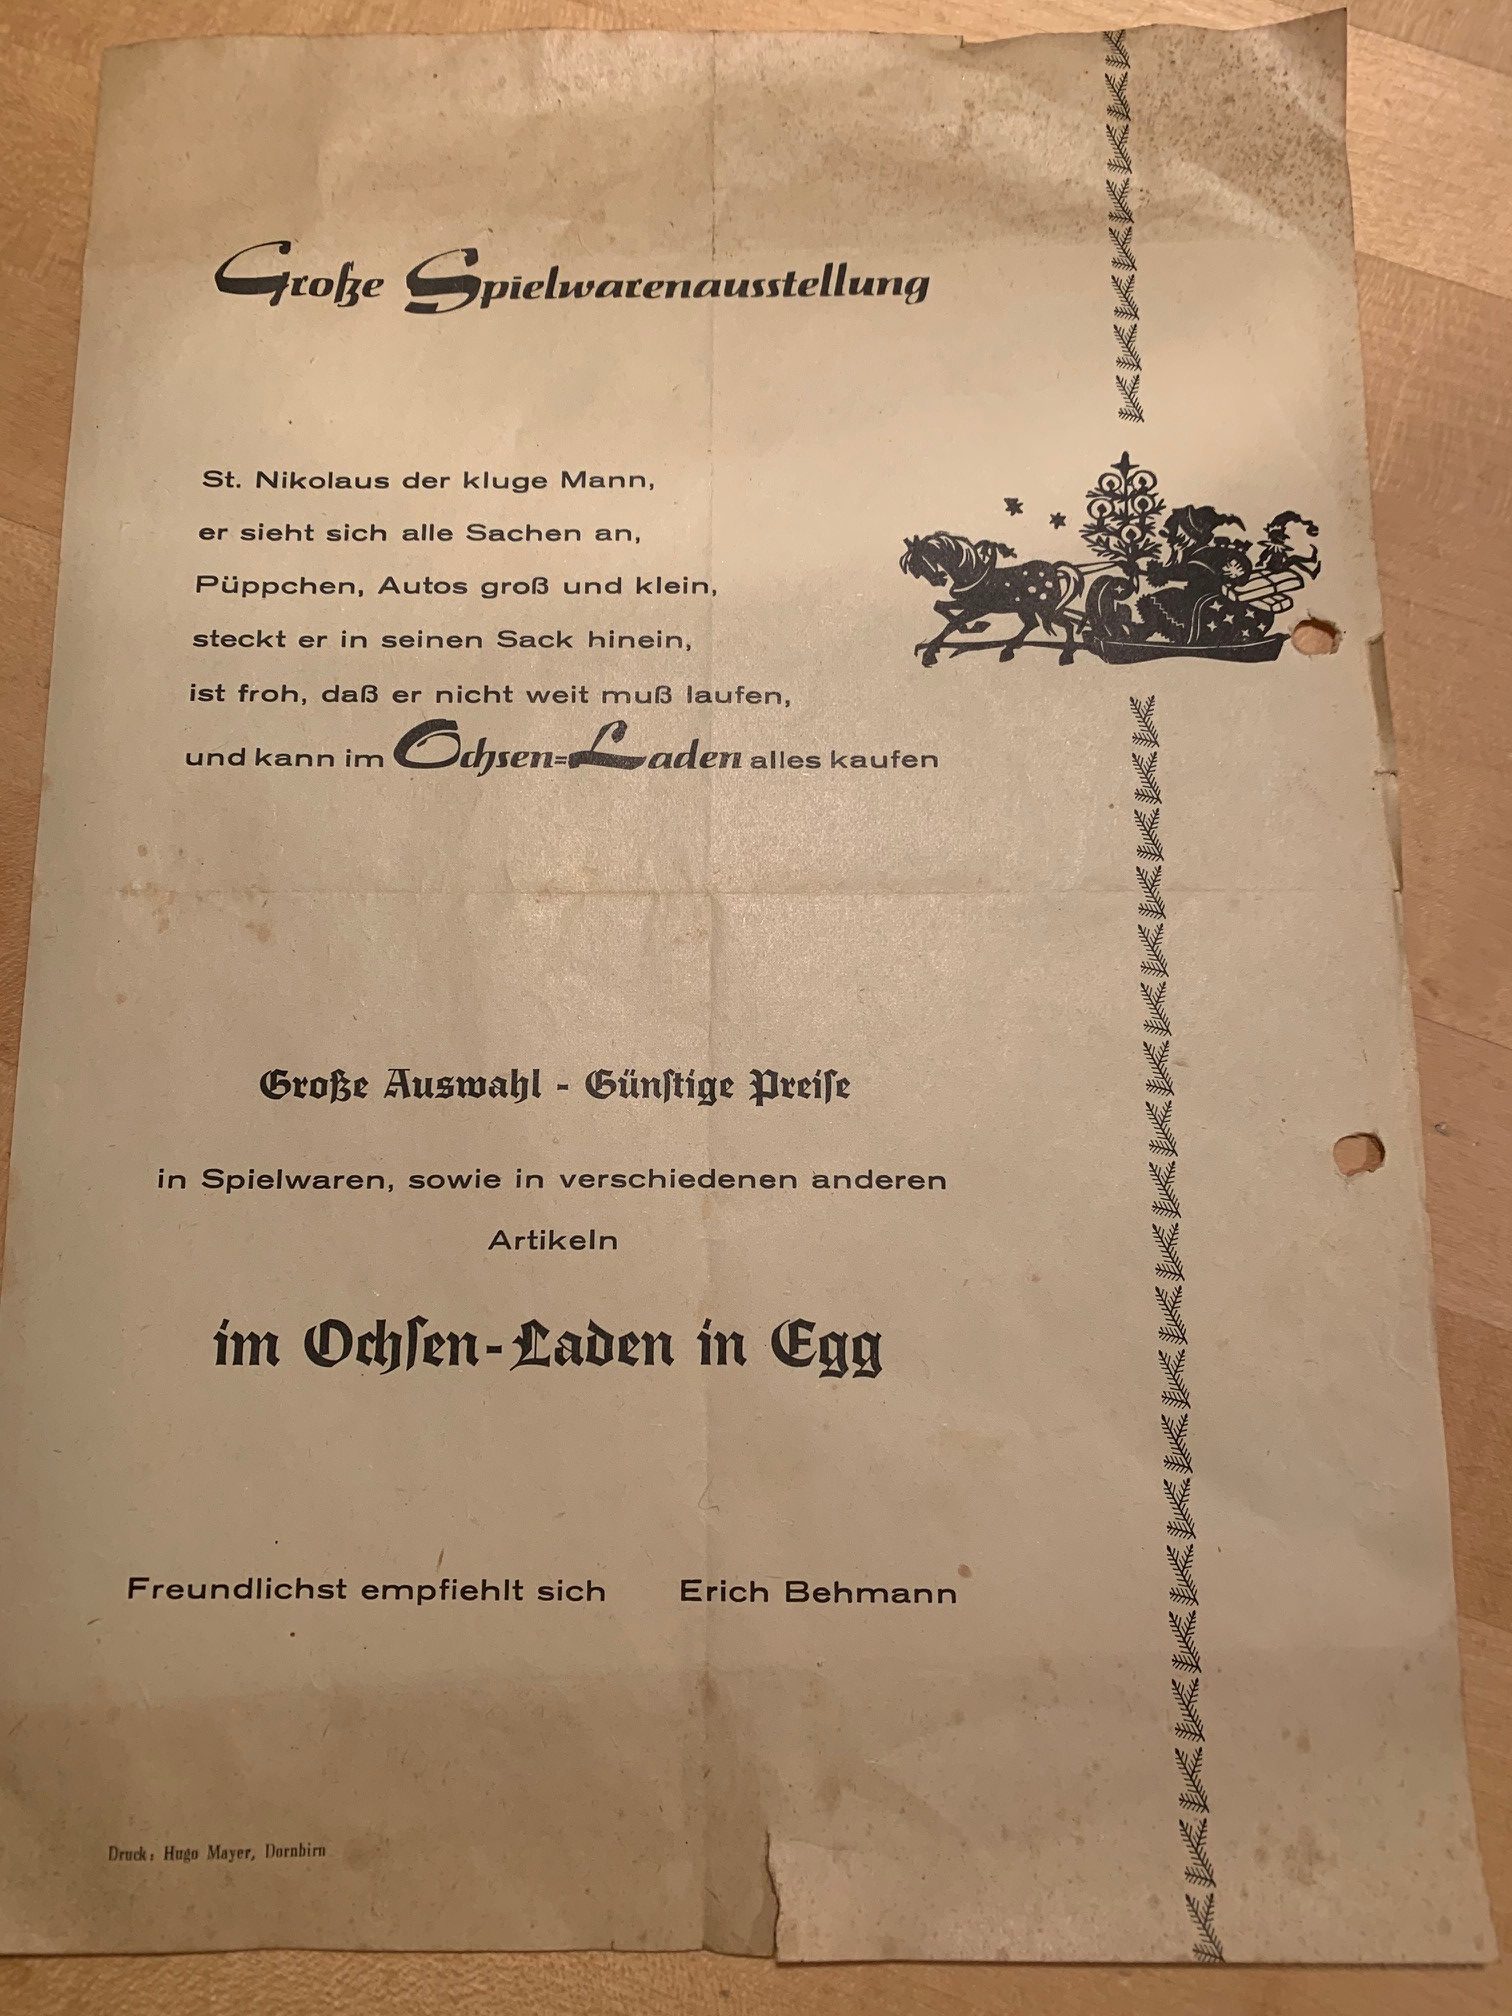 Große Spielwarenausstellung
St. Nikolaus der kluge Mann,
er sieht sich alle Sachen an,
Püppchen, Autos groß und klein,
steckt er in seinen Sack hinein,
ist froh, daß er nicht weit muß laufen,
und kann im Ochsen=Laden alles kaufen
Große Auswahl - Günſtige Preiſe
in Spielwaren, sowie in verschiedenen anderen
Artikeln
im Ochſen-Laden in Egg
Freundlichst empfiehlt sich Erich Behmann
Druck: Hugo Mayer, Dornbirn